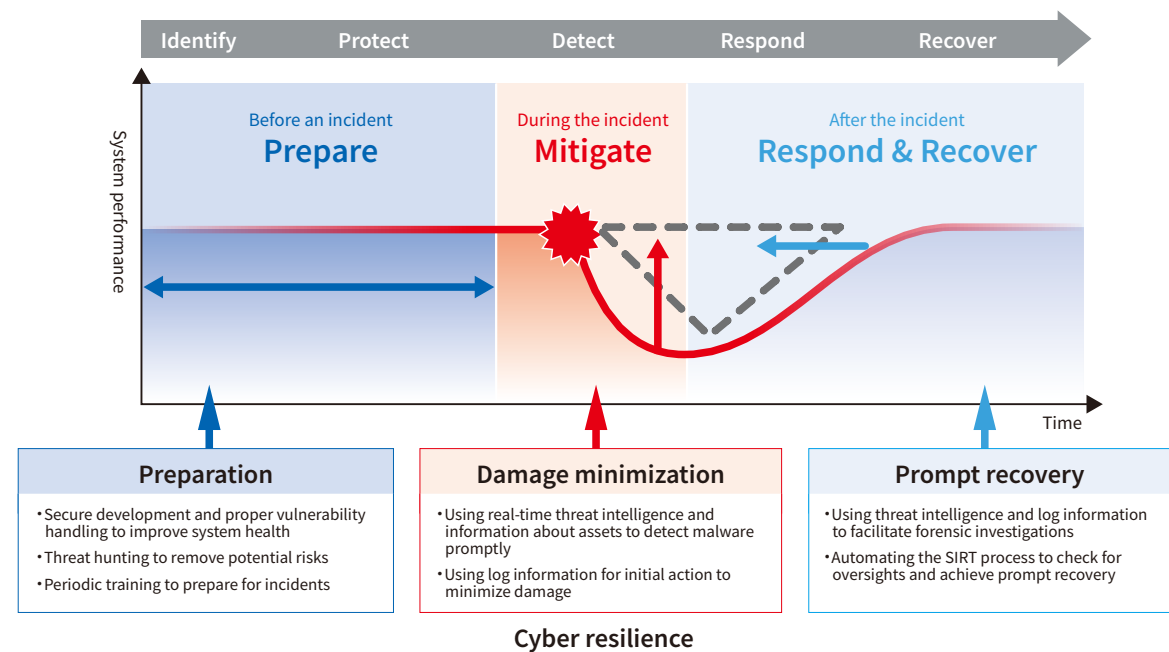 Identify Protect Detect Respond Recover
System performance
Before an incident
Prepare
During the incident
Mitigate
After the incident
Respond & Recover
Time
Preparation
・Secure development and proper vulnerability
handling to improve system health
・Threat hunting to remove potential risks
・Periodic training to prepare for incidents
Damage minimization
・Using real-time threat intelligence and
information about assets to detect malware
promptly
・Using log information for initial action to
minimize damage
Prompt recovery
・Using threat intelligence and log information
to facilitate forensic investigations
・Automating the SIRT process to check for
oversights and achieve prompt recovery
Cyber resilience